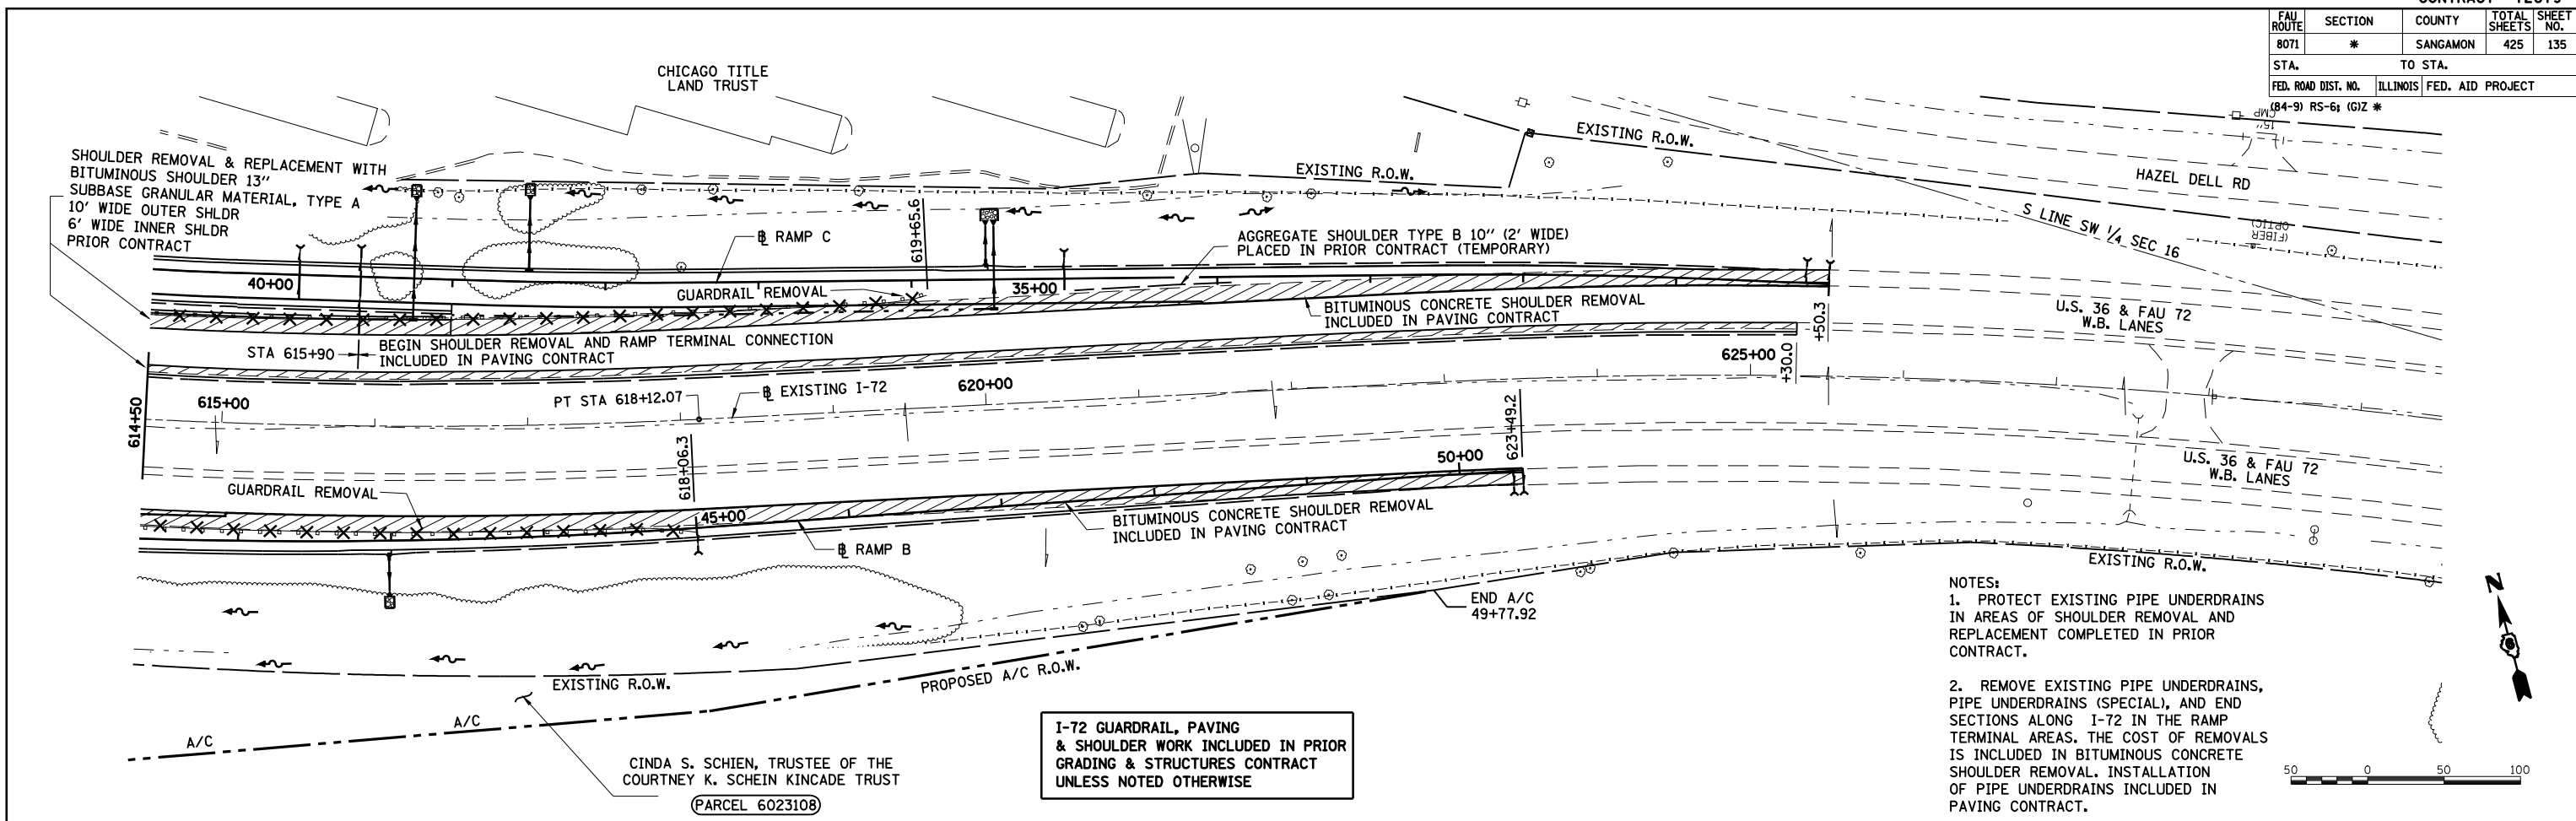 FAU ROUTE
SECTION
COUNTY
TOTAL SHEETS
SHEET NO.
8071
*
SANGAMON
425
135
STA. TO STA.
FED. ROAD DIST. NO.
ILLINOIS
FED. AID PROJECT
(84-9) RS-6; (G)Z *
CHICAGO TITLE
LAND TRUST
SHOULDER REMOVAL & REPLACEMENT WITH
BITUMINOUS SHOULDER 13"
SUBBASE GRANULAR MATERIAL, TYPE A
10' WIDE OUTER SHLDR
6' WIDE INNER SHLDR
PRIOR CONTRACT
EXISTING R.O.W.
EXISTING R.O.W.
15"
CMP
HAZEL DELL RD
S LINE SW 1/4 SEC 16
(FIBER
OPTIC)
619+65.6
℄ RAMP C
AGGREGATE SHOULDER TYPE B 10" (2' WIDE)
PLACED IN PRIOR CONTRACT (TEMPORARY)
40+00
GUARDRAIL REMOVAL
35+00
BITUMINOUS CONCRETE SHOULDER REMOVAL
INCLUDED IN PAVING CONTRACT
+50.3
U.S. 36 & FAU 72
W.B. LANES
STA 615+90
BEGIN SHOULDER REMOVAL AND RAMP TERMINAL CONNECTION
INCLUDED IN PAVING CONTRACT
625+00
+30.0
614+50
615+00
PT STA 618+12.07
℄ EXISTING I-72
620+00
618+06.3
623+49.2
50+00
U.S. 36 & FAU 72
W.B. LANES
GUARDRAIL REMOVAL
45+00
℄ RAMP B
BITUMINOUS CONCRETE SHOULDER REMOVAL
INCLUDED IN PAVING CONTRACT
EXISTING R.O.W.
END A/C
49+77.92
EXISTING R.O.W.
PROPOSED A/C R.O.W.
A/C
A/C
CINDA S. SCHIEN, TRUSTEE OF THE
COURTNEY K. SCHEIN KINCADE TRUST
PARCEL 6023108
I-72 GUARDRAIL, PAVING
& SHOULDER WORK INCLUDED IN PRIOR
GRADING & STRUCTURES CONTRACT
UNLESS NOTED OTHERWISE
NOTES:
1. PROTECT EXISTING PIPE UNDERDRAINS
IN AREAS OF SHOULDER REMOVAL AND
REPLACEMENT COMPLETED IN PRIOR
CONTRACT.
2. REMOVE EXISTING PIPE UNDERDRAINS,
PIPE UNDERDRAINS (SPECIAL), AND END
SECTIONS ALONG I-72 IN THE RAMP
TERMINAL AREAS. THE COST OF REMOVALS
IS INCLUDED IN BITUMINOUS CONCRETE
SHOULDER REMOVAL. INSTALLATION
OF PIPE UNDERDRAINS INCLUDED IN
PAVING CONTRACT.
N
50 0 50 100